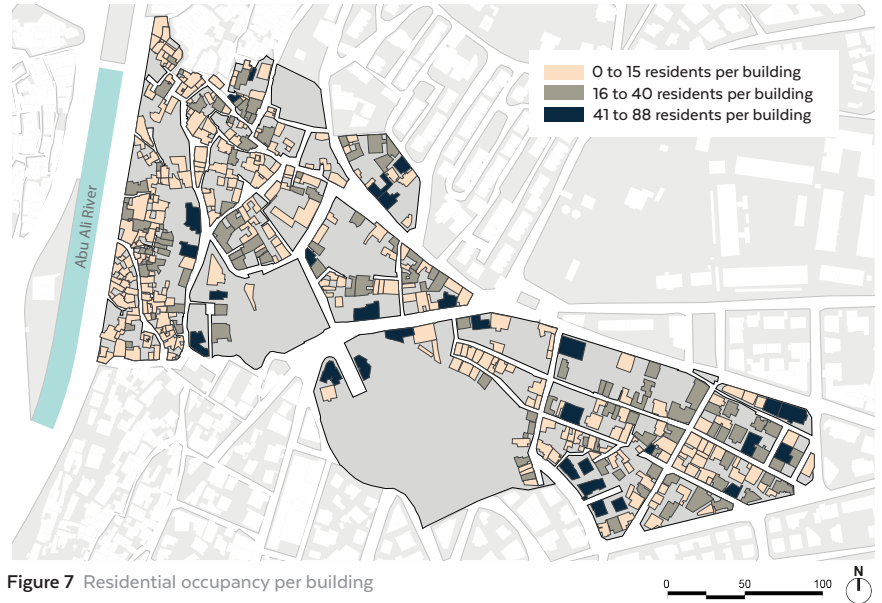 0 to 15 residents per building
16 to 40 residents per building
41 to 88 residents per building
Abu Ali River
Figure 7 Residential occupancy per building
0 50 100
N